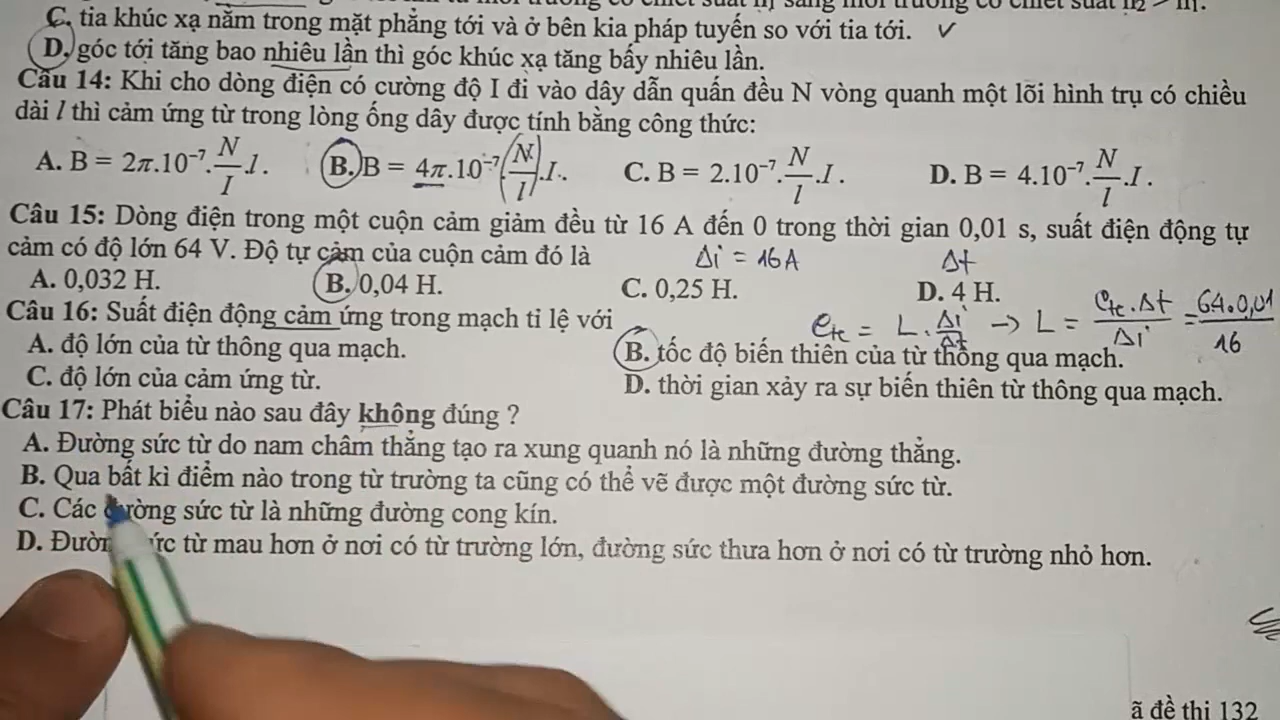 C. tia khúc xạ nằm trong mặt phẳng tới và ở bên kia pháp tuyến so với tia tới. ✓
D. góc tới tăng bao nhiêu lần thì góc khúc xạ tăng bấy nhiêu lần.
Câu 14: Khi cho dòng điện có cường độ I đi vào dây dẫn quấn đều N vòng quanh một lõi hình trụ có chiều
dài l thì cảm ứng từ trong lòng ống dây được tính bằng công thức:
A. B = 2π.10⁻⁷.N/I.l. B. B = 4π.10⁻⁷(N/l).I. C. B = 2.10⁻⁷.N/l.I. D. B = 4.10⁻⁷.N/l.I.
Câu 15: Dòng điện trong một cuộn cảm giảm đều từ 16 A đến 0 trong thời gian 0,01 s, suất điện động tự
cảm có độ lớn 64 V. Độ tự cảm của cuộn cảm đó là Δi = 16A Δt
A. 0,032 H. B. 0,04 H. C. 0,25 H. D. 4 H.
Câu 16: Suất điện động cảm ứng trong mạch tỉ lệ với e_tc = L.Δi/Δt → L = e_tc.Δt/Δi = 64.0,01/16
A. độ lớn của từ thông qua mạch. B. tốc độ biến thiên của từ thông qua mạch.
C. độ lớn của cảm ứng từ. D. thời gian xảy ra sự biến thiên từ thông qua mạch.
Câu 17: Phát biểu nào sau đây không đúng ?
A. Đường sức từ do nam châm thẳng tạo ra xung quanh nó là những đường thẳng.
B. Qua bất kì điểm nào trong từ trường ta cũng có thể vẽ được một đường sức từ.
C. Các đường sức từ là những đường cong kín.
D. từ mau hơn ở nơi có từ trường lớn, đường sức thưa hơn ở nơi có từ trường nhỏ hơn.
ã đề thi 132